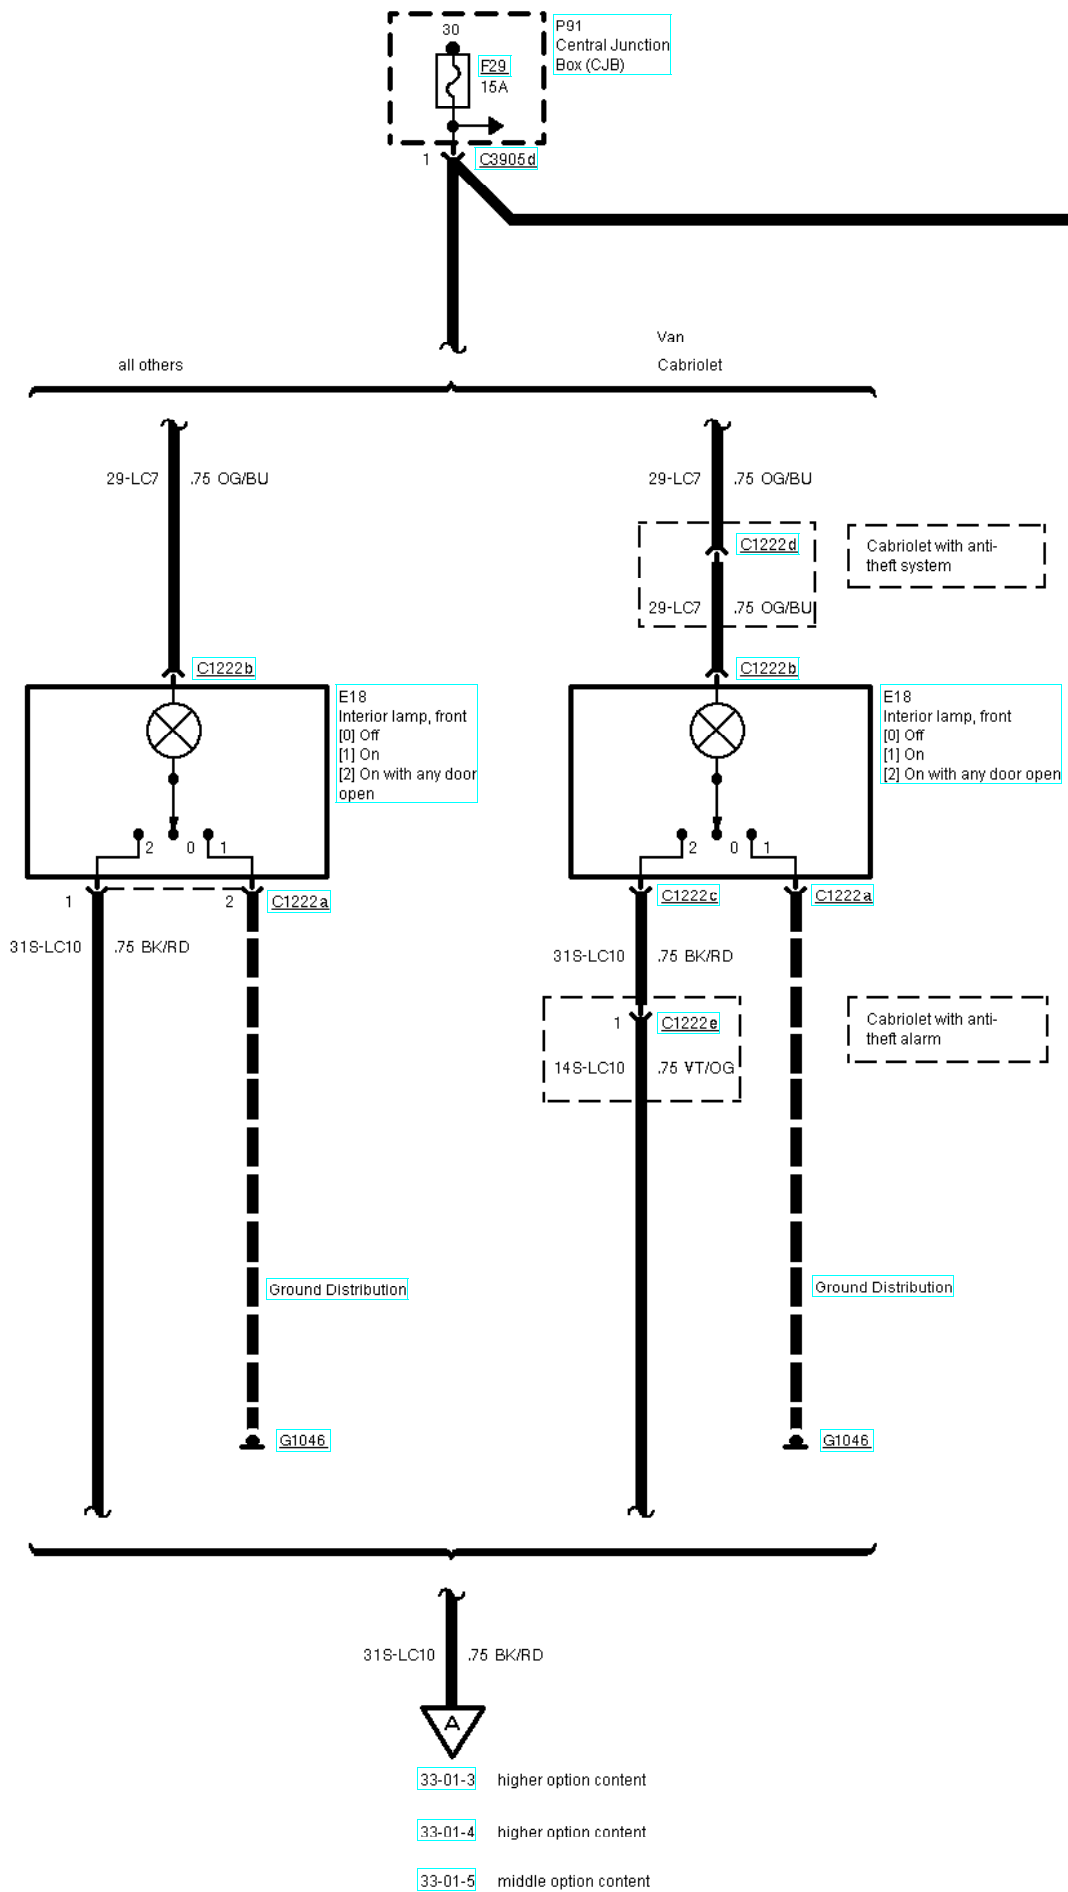 30
P91
Central Junction
Box (CJB)
F29
15A
1
C3905d
all others
Van
Cabriolet
29-LC7 .75 OG/BU
29-LC7 .75 OG/BU
C1222d
Cabriolet with anti-
theft system
29-LC7 .75 OG/BU
C1222b
C1222b
E18
Interior lamp, front
[0] Off
[1] On
[2] On with any door
open
E18
Interior lamp, front
[0] Off
[1] On
[2] On with any door open
2 0 1
2 0 1
1 2 C1222a
C1222c C1222a
31S-LC10 .75 BK/RD
31S-LC10 .75 BK/RD
1 C1222e
Cabriolet with anti-
theft alarm
14S-LC10 .75 VT/OG
Ground Distribution
Ground Distribution
G1046
G1046
31S-LC10 .75 BK/RD
A
33-01-3 higher option content
33-01-4 higher option content
33-01-5 middle option content